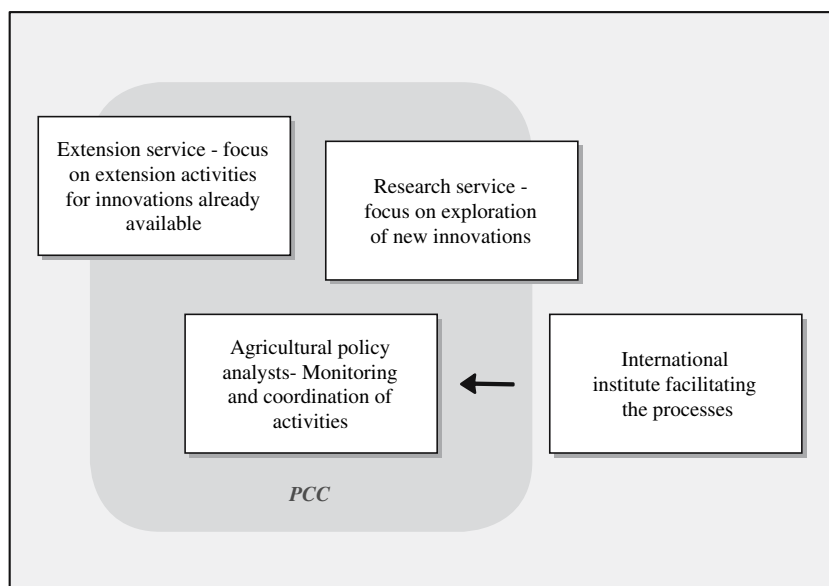 Extension service - focus
on extension activities
for innovations already
available
Research service -
focus on exploration
of new innovations
Agricultural policy
analysts- Monitoring
and coordination of
activities
International
institute facilitating
the processes
PCC